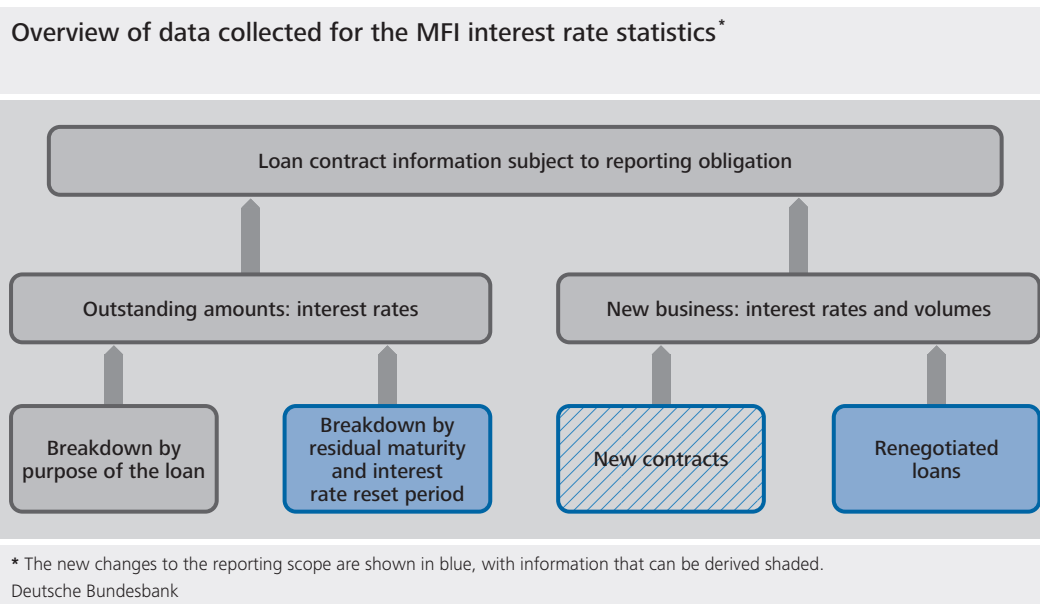 Overview of data collected for the MFI interest rate statistics*
Loan contract information subject to reporting obligation
Outstanding amounts: interest rates
New business: interest rates and volumes
Breakdown by
purpose of the loan
Breakdown by
residual maturity
and interest
rate reset period
New contracts
Renegotiated
loans
* The new changes to the reporting scope are shown in blue, with information that can be derived shaded.
Deutsche Bundesbank